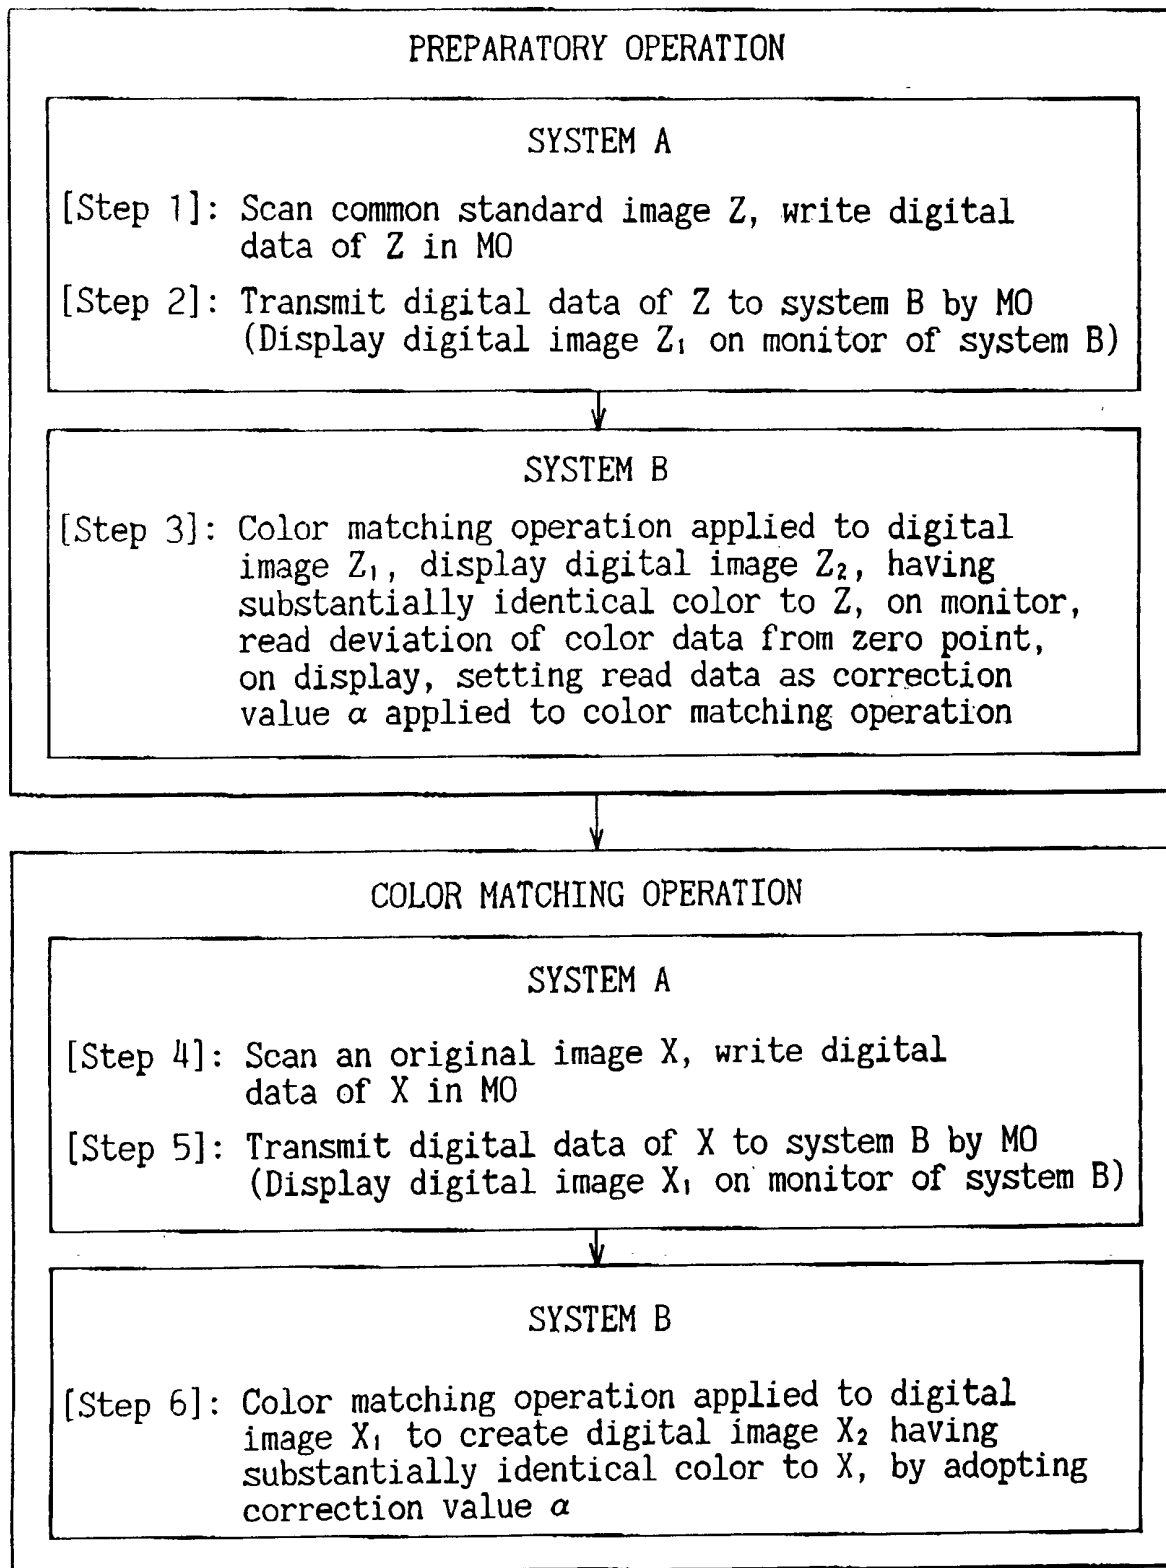 PREPARATORY OPERATION
SYSTEM A
[Step 1]: Scan common standard image Z, write digital
data of Z in MO
[Step 2]: Transmit digital data of Z to system B by MO
(Display digital image Z₁ on monitor of system B)
SYSTEM B
[Step 3]: Color matching operation applied to digital
image Z₁, display digital image Z₂, having
substantially identical color to Z, on monitor,
read deviation of color data from zero point,
on display, setting read data as correction
value α applied to color matching operation
COLOR MATCHING OPERATION
SYSTEM A
[Step 4]: Scan an original image X, write digital
data of X in MO
[Step 5]: Transmit digital data of X to system B by MO
(Display digital image X₁ on monitor of system B)
SYSTEM B
[Step 6]: Color matching operation applied to digital
image X₁ to create digital image X₂ having
substantially identical color to X, by adopting
correction value α